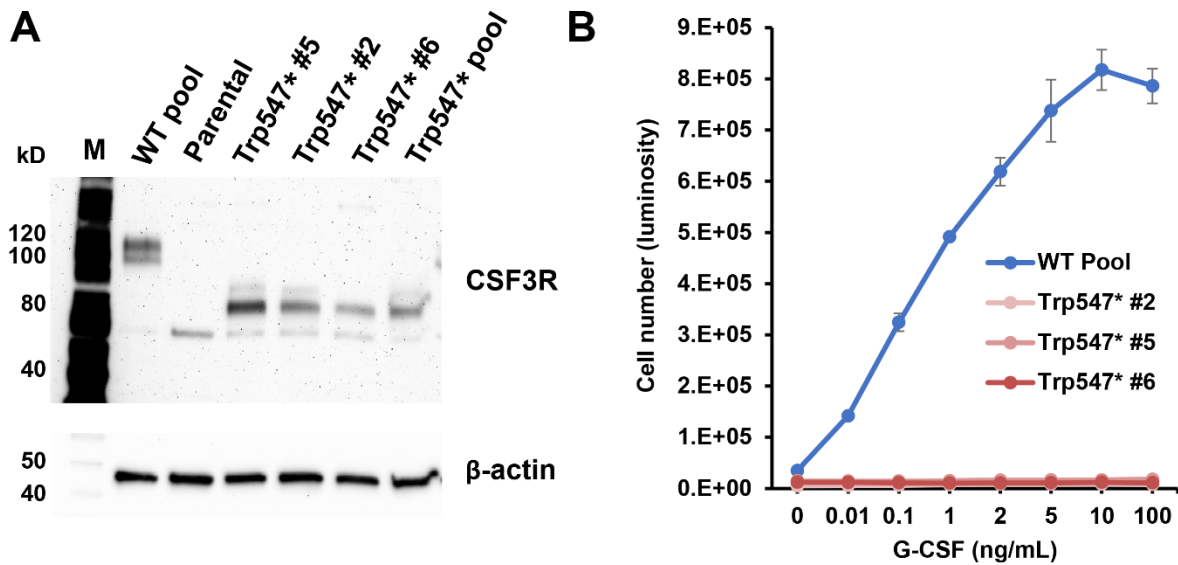 A
kD
M
WT pool
Parental
Trp547* #5
Trp547* #2
Trp547* #6
Trp547* pool
120
100
80
40
CSF3R
50
40
β-actin
B
Cell number (luminosity)
9.E+05
8.E+05
7.E+05
6.E+05
5.E+05
4.E+05
3.E+05
2.E+05
1.E+05
0.E+00
WT Pool
Trp547* #2
Trp547* #5
Trp547* #6
0 0.01 0.1 1 2 5 10 100
G-CSF (ng/mL)